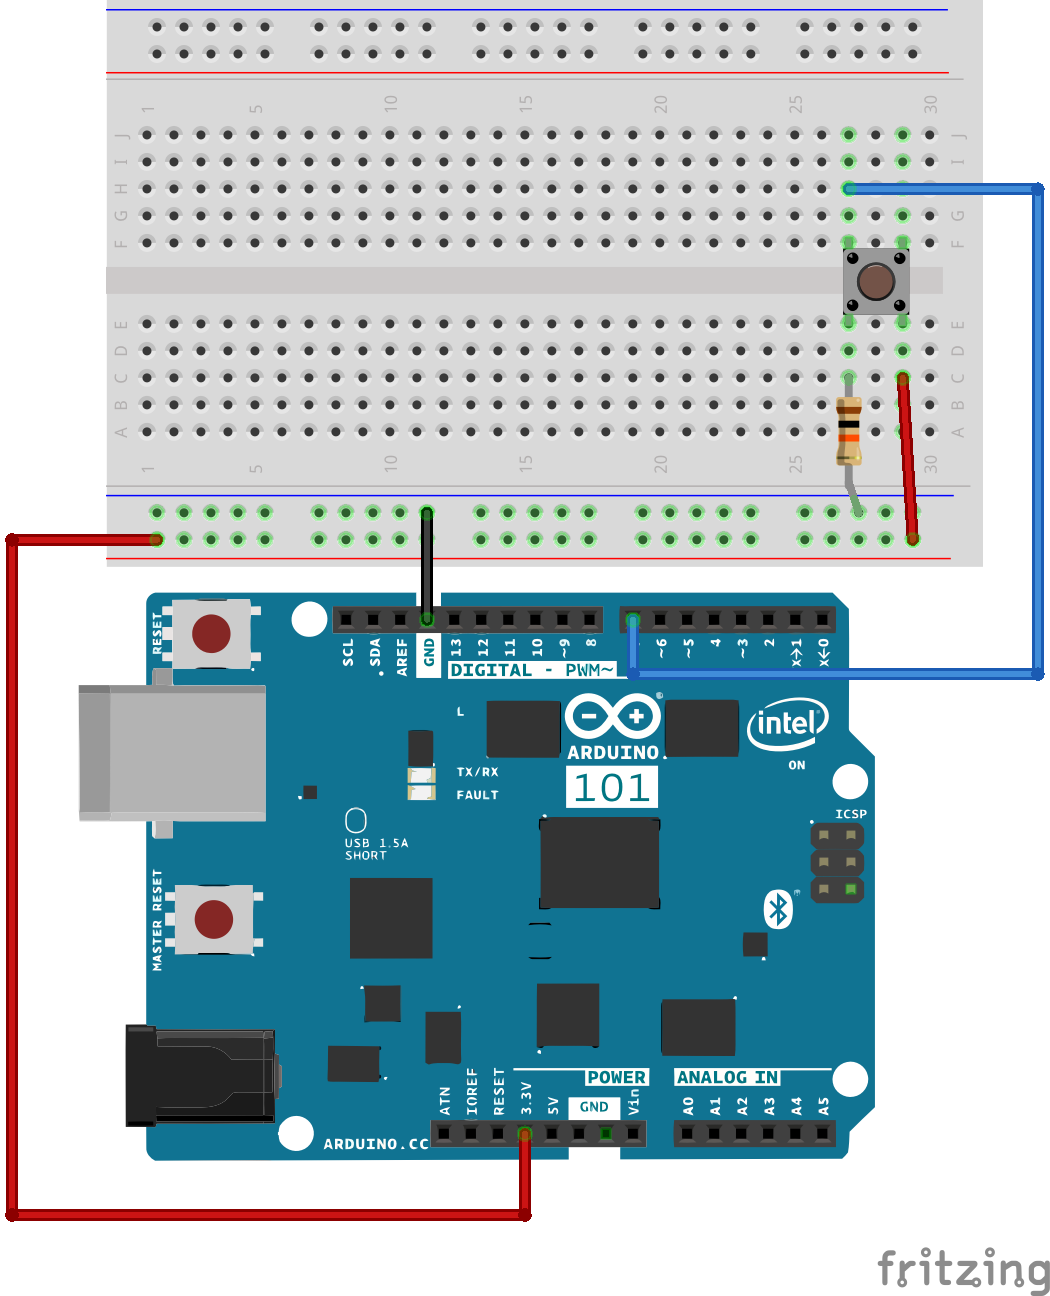 1 5 10 15 20 25 30
J J
I I
H
G G
F F
E E
D D
C C
B B
A A
1 5 10 15 20 25 30
RESET
SCL SDA AREF GND 13 12 11 10 ~9 8 ~6 ~5 4 ~3 2 X→1 X←0
DIGITAL - PWM~
L
TX/RX
FAULT
ARDUINO
101
intel
ON
ICSP
USB 1.5A
SHORT
MASTER RESET
POWER
ANALOG IN
ATN IOREF RESET 3.3V 5V GND Vin A0 A1 A2 A3 A4 A5
ARDUINO.CC
fritzing